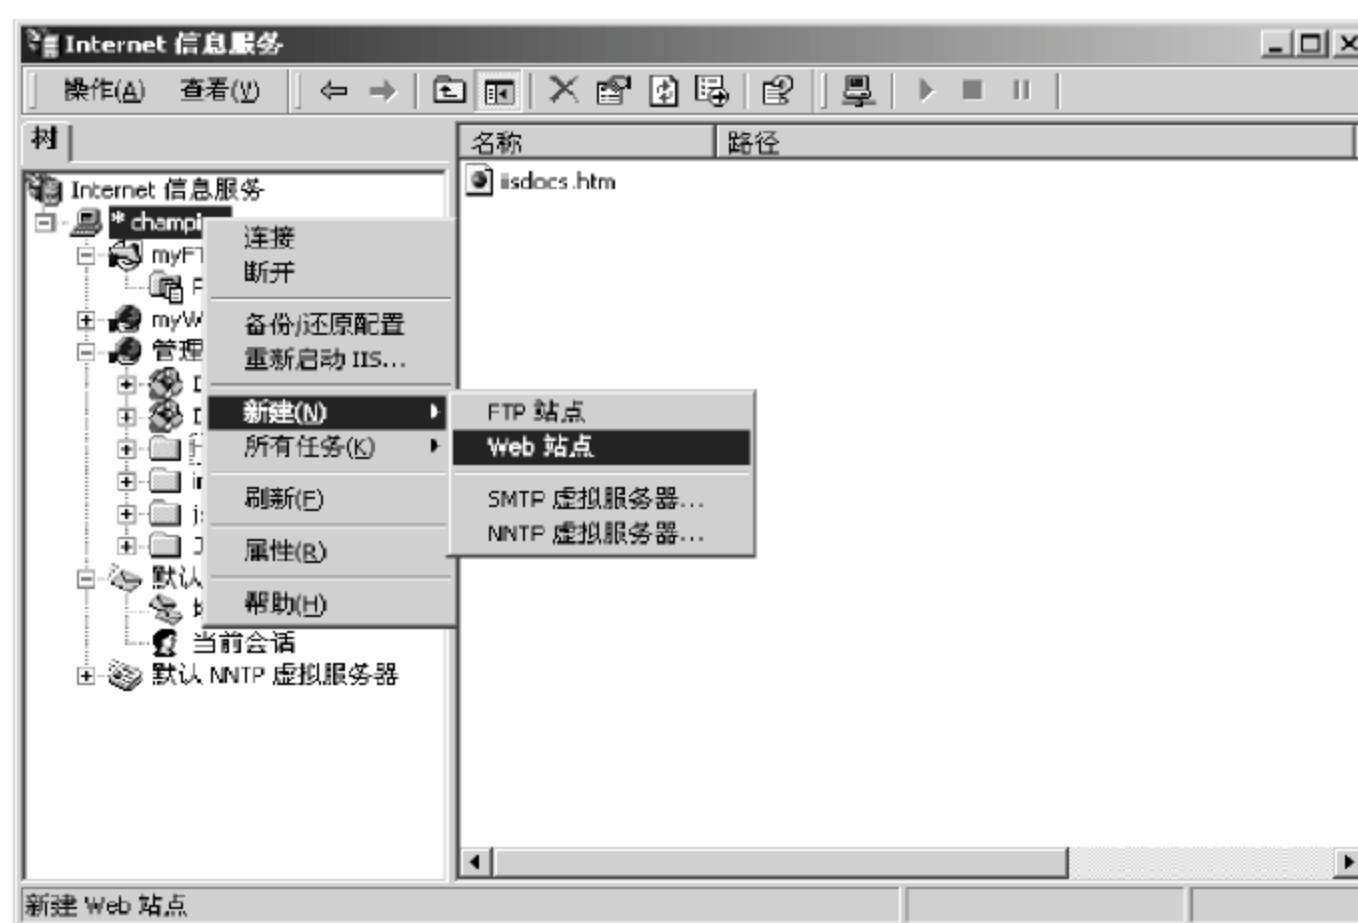 Internet 信息服务
操作(A) 查看(V)
树
名称 路径
Internet 信息服务
iisdocs.htm
* champi
连接
myFT
断开
myW
备份/还原配置
管理
重新启动 IIS...
新建(N)
FTP 站点
所有任务(K)
Web 站点
刷新(F)
SMTP 虚拟服务器...
NNTP 虚拟服务器...
属性(R)
默认
帮助(H)
当前会话
默认 NNTP 虚拟服务器
新建 Web 站点